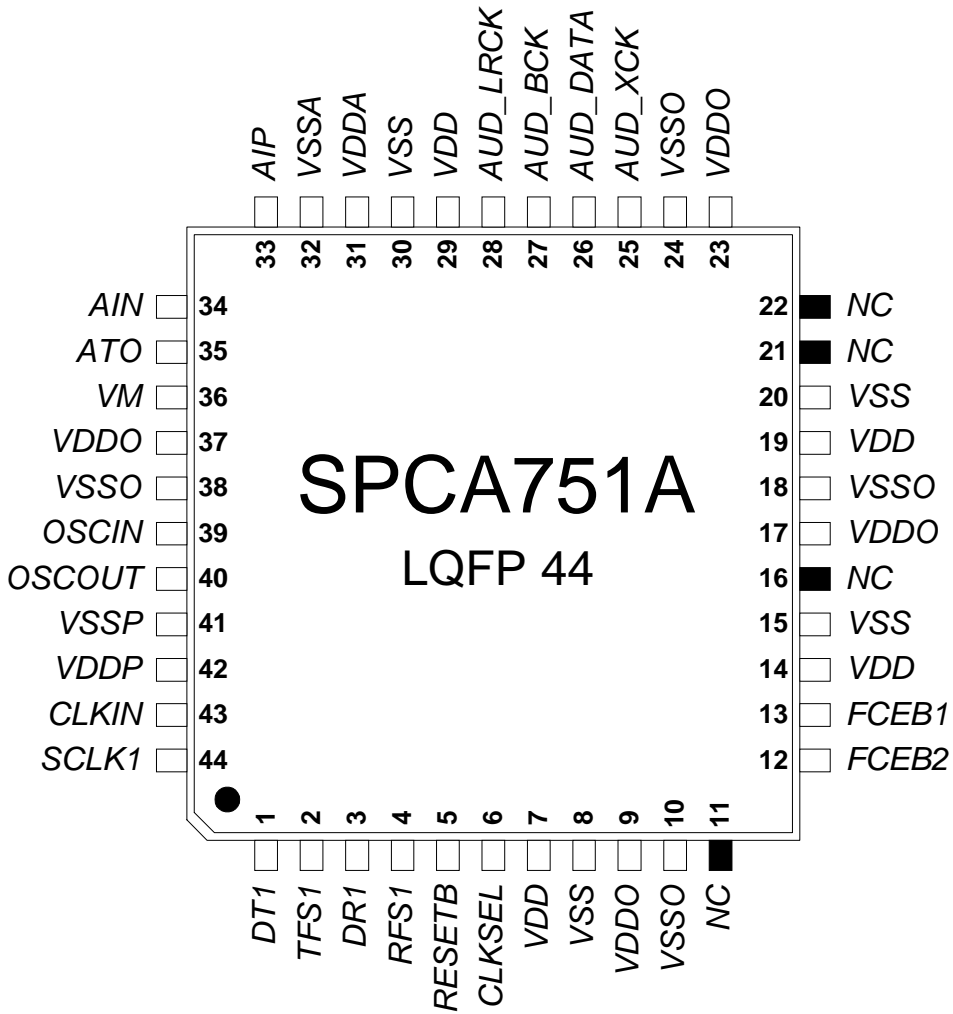 AIP
VSSA
VDDA
VSS
VDD
AUD_LRCK
AUD_BCK
AUD_DATA
AUD_XCK
VSSO
VDDO
33
32
31
30
29
28
27
26
25
24
23
AIN 34
ATO 35
VM 36
VDDO 37
VSSO 38
OSCIN 39
OSCOUT 40
VSSP 41
VDDP 42
CLKIN 43
SCLK1 44
SPCA751A
LQFP 44
22 NC
21 NC
20 VSS
19 VDD
18 VSSO
17 VDDO
16 NC
15 VSS
14 VDD
13 FCEB1
12 FCEB2
1
2
3
4
5
6
7
8
9
10
11
DT1
TFS1
DR1
RFS1
RESETB
CLKSEL
VDD
VSS
VDDO
VSSO
NC